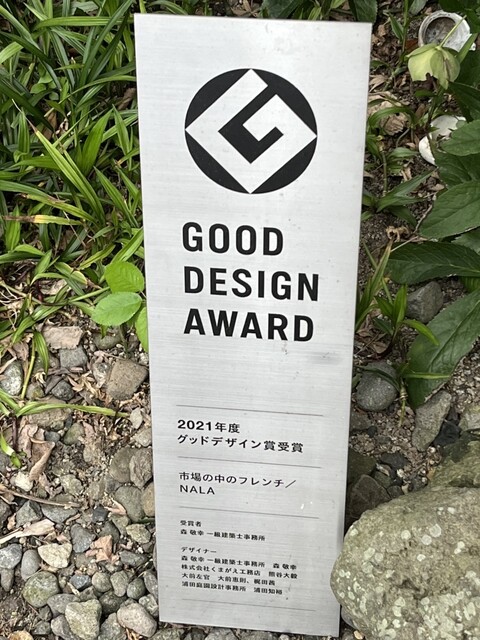 GOOD
DESIGN
AWARD
2021年度
グッドデザイン賞受賞
市場の中のフレンチ/
NALA
受賞者
森 敬幸 一級建築士事務所
デザイナー
森 敬幸 一級建築士事務所 森 敬幸
株式会社くまがえ工務店 熊谷大毅
大前左官 大前恵則、梶田茜
浦田庭園設計事務所 浦田知裕